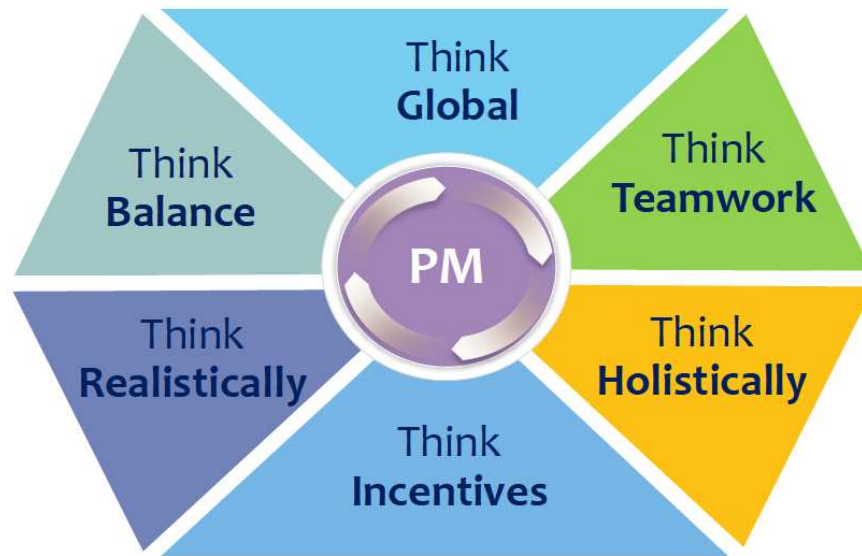 Think
Global
Think
Teamwork
Think
Holistically
Think
Incentives
Think
Realistically
Think
Balance
PM